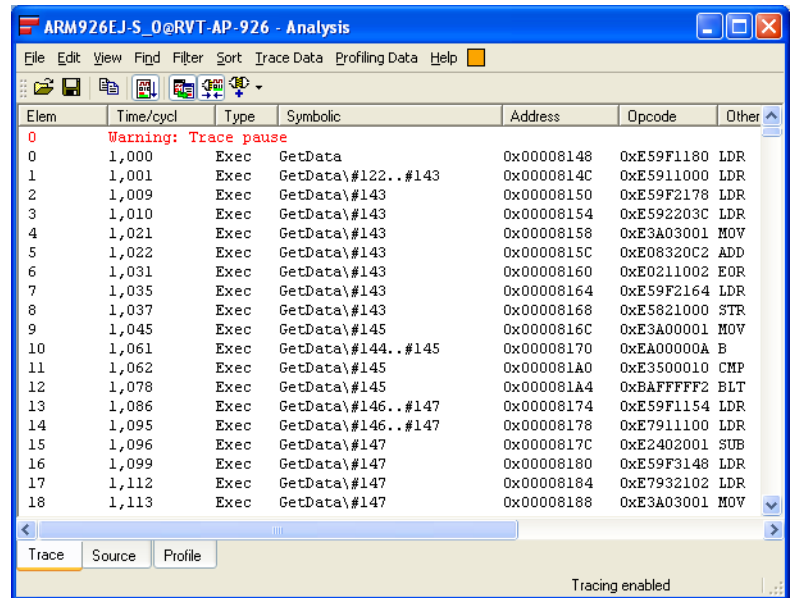 ARM926EJ-S_0@RVT-AP-926 - Analysis
File Edit View Find Filter Sort Trace Data Profiling Data Help
Elem Time/cycl Type Symbolic Address Opcode Other
0 Warning: Trace pause
0 1,000 Exec GetData 0x00008148 0xE59F1180 LDR
1 1,001 Exec GetData\#122..#143 0x0000814C 0xE5911000 LDR
2 1,009 Exec GetData\#143 0x00008150 0xE59F2178 LDR
3 1,010 Exec GetData\#143 0x00008154 0xE592203C LDR
4 1,021 Exec GetData\#143 0x00008158 0xE3A03001 MOV
5 1,022 Exec GetData\#143 0x0000815C 0xE08320C2 ADD
6 1,031 Exec GetData\#143 0x00008160 0xE0211002 EOR
7 1,035 Exec GetData\#143 0x00008164 0xE59F2164 LDR
8 1,037 Exec GetData\#143 0x00008168 0xE5821000 STR
9 1,045 Exec GetData\#145 0x0000816C 0xE3A00001 MOV
10 1,061 Exec GetData\#144..#145 0x00008170 0xEA00000A B
11 1,062 Exec GetData\#145 0x000081A0 0xE3500010 CMP
12 1,078 Exec GetData\#145 0x000081A4 0xBAFFFFF2 BLT
13 1,086 Exec GetData\#146..#147 0x00008174 0xE59F1154 LDR
14 1,095 Exec GetData\#146..#147 0x00008178 0xE7911100 LDR
15 1,096 Exec GetData\#147 0x0000817C 0xE2402001 SUB
16 1,099 Exec GetData\#147 0x00008180 0xE59F3148 LDR
17 1,112 Exec GetData\#147 0x00008184 0xE7932102 LDR
18 1,113 Exec GetData\#147 0x00008188 0xE3A03001 MOV
Trace Source Profile
Tracing enabled